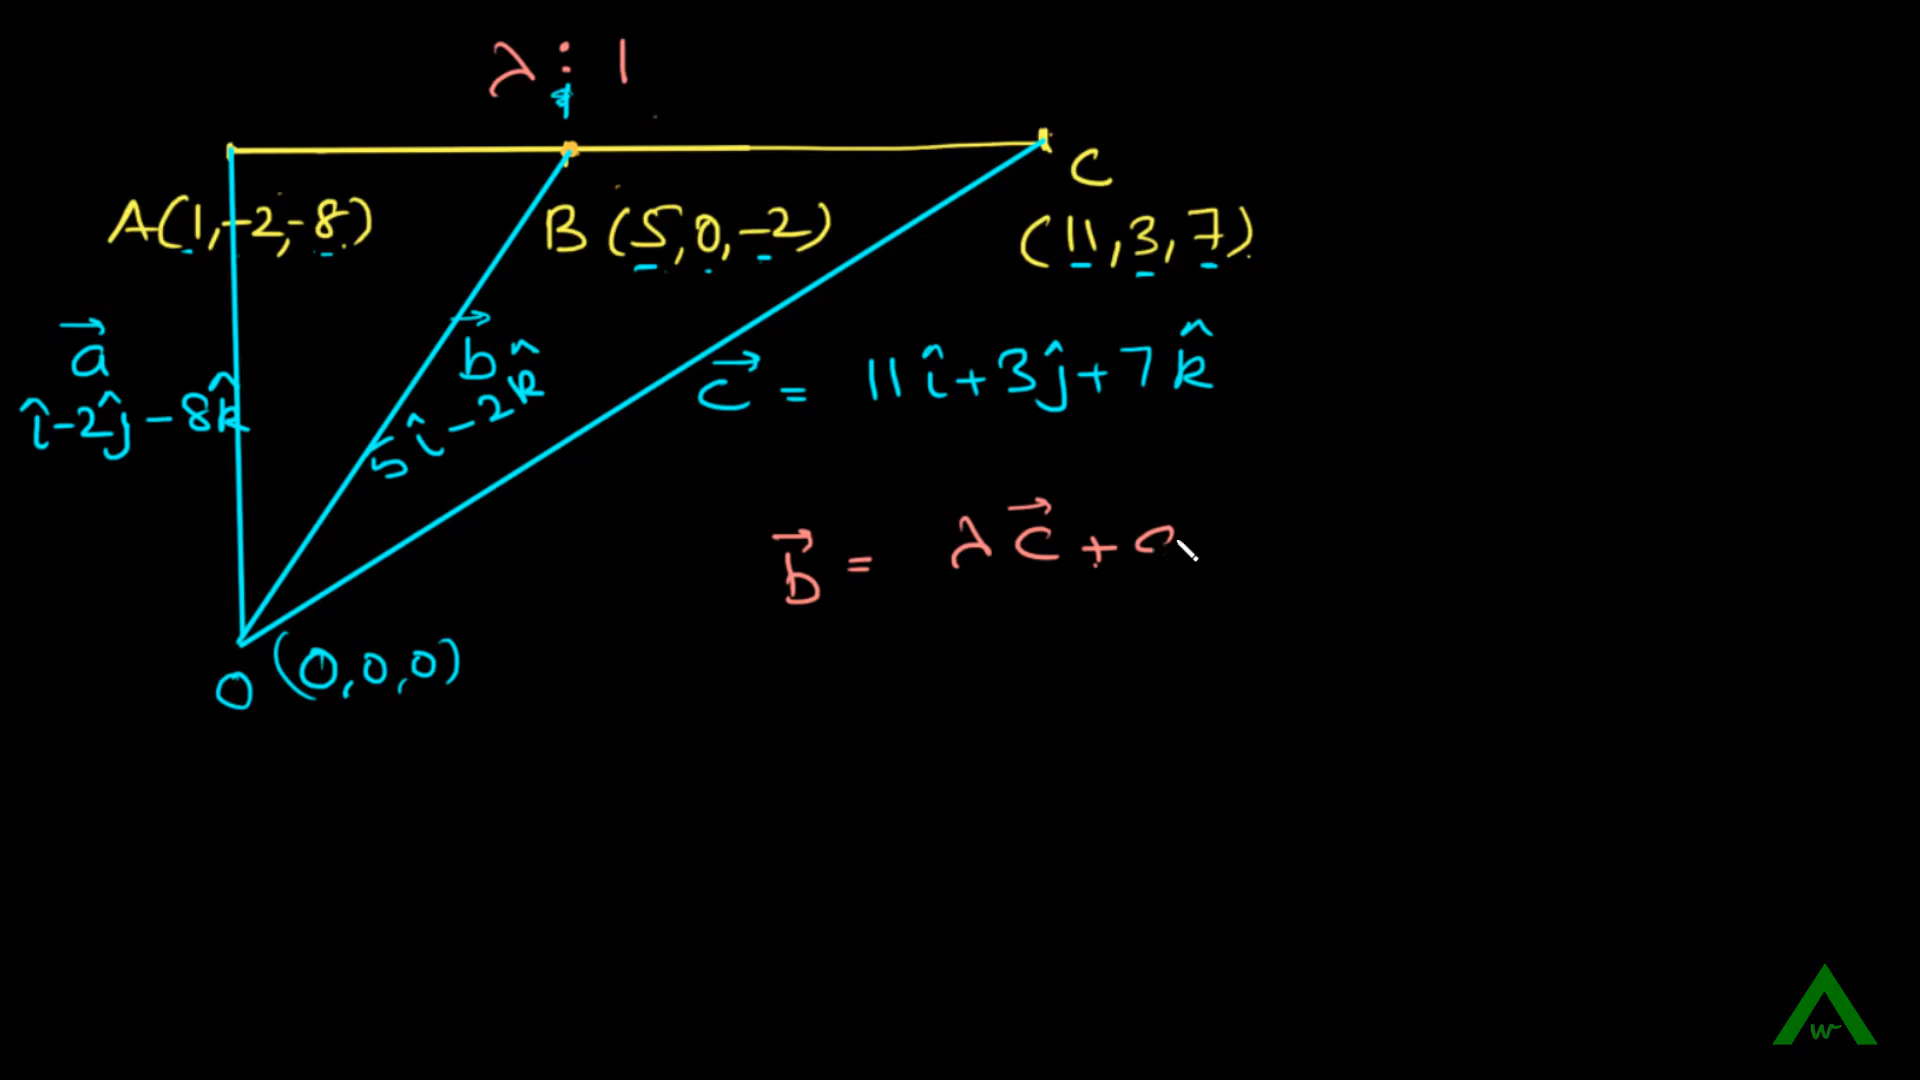 λ : 1
C
A(1,-2,-8) B(5,0,-2) (11,3,7)
a⃗ b⃗ c⃗ = 11î+3ĵ+7k̂
î-2ĵ-8k̂ 5î-2k̂
b⃗ = λc⃗+
O (0,0,0)
W